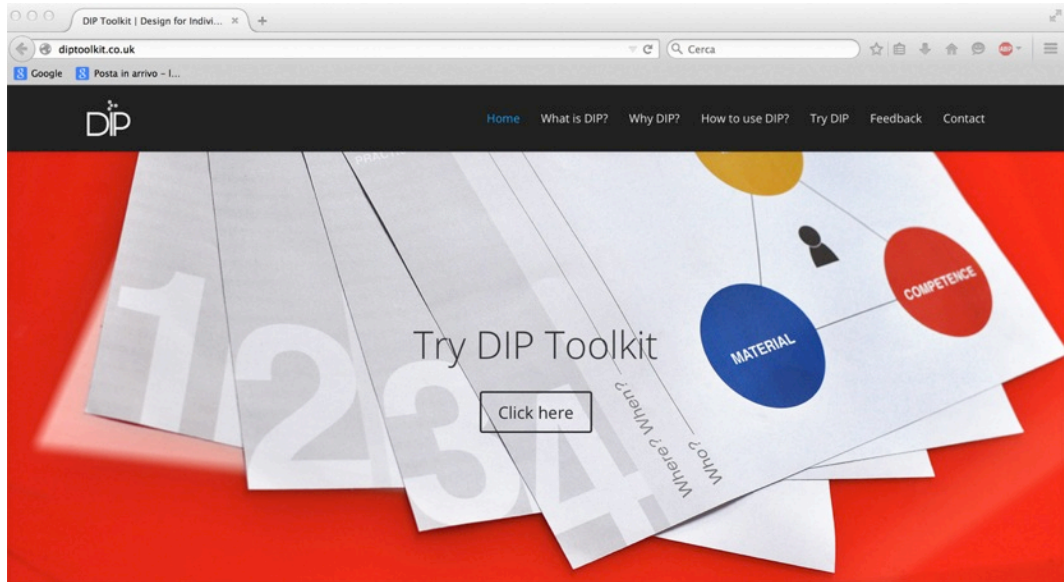 DIP Toolkit | Design for Indivi...
diptoolkit.co.uk
Cerca
ABP
Google
Posta in arrivo – I...
DIP
Home What is DIP? Why DIP? How to use DIP? Try DIP Feedback Contact
1
2
3
4
COMPETENCE
MATERIAL
Try DIP Toolkit
Click here
Where? When?
Who?